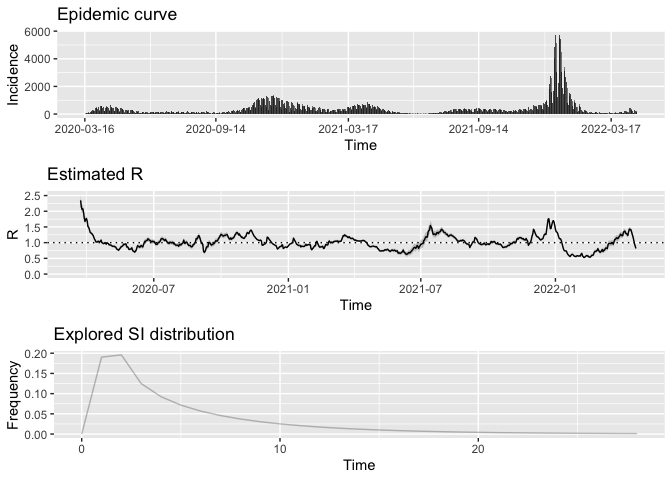 Epidemic curve
6000
4000
2000
0
Incidence
2020-03-16 2020-09-14 2021-03-17 2021-09-14 2022-03-17
Time
Estimated R
2.5
2.0
1.5
1.0
0.5
0.0
R
2020-07 2021-01 2021-07 2022-01
Time
Explored SI distribution
0.20
0.15
0.10
0.05
0.00
Frequency
0 10 20
Time